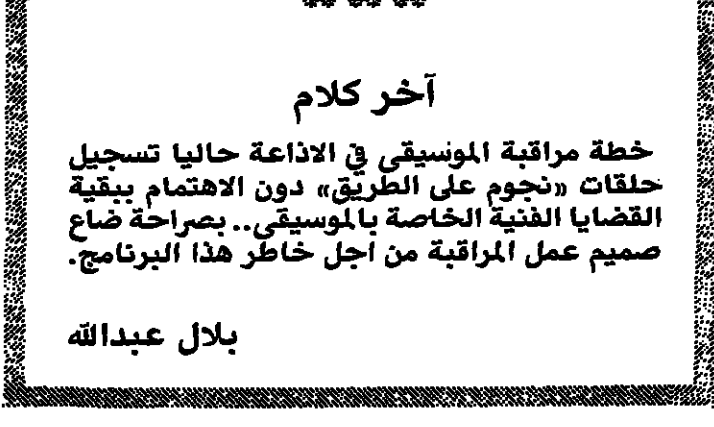 ** ** **
آخر كلام
خطة مراقبة الموسيقى في الاذاعة حاليا تسجيل
حلقات «نجوم على الطريق» دون الاهتمام ببقية
القضايا الفنية الخاصة بالموسيقى.. بصراحة ضاع
صميم عمل المراقبة من اجل خاطر هذا البرنامج.
بلال عبدالله